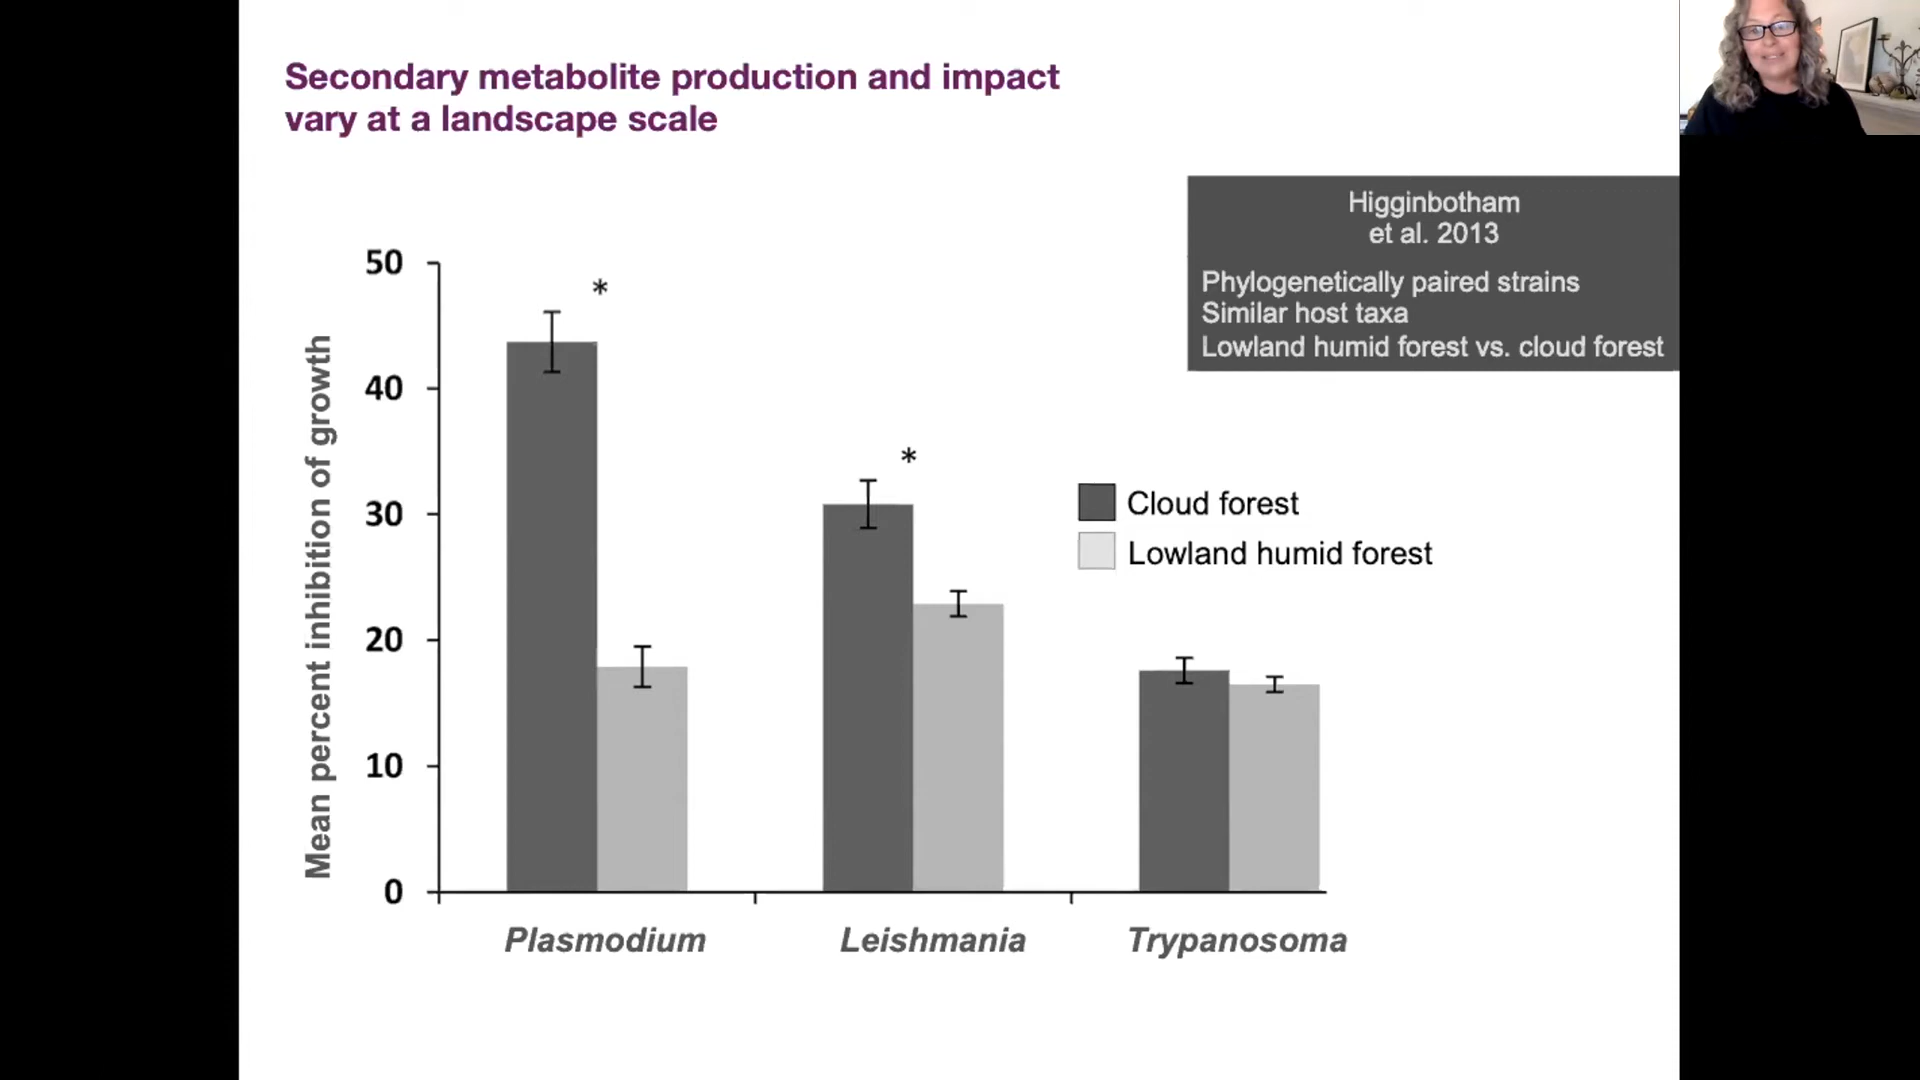 Secondary metabolite production and impact
vary at a landscape scale
Higginbotham
et al. 2013
Phylogenetically paired strains
Similar host taxa
Lowland humid forest vs. cloud forest
Mean percent inhibition of growth
50
40
30
20
10
0
*
*
Cloud forest
Lowland humid forest
Plasmodium
Leishmania
Trypanosoma